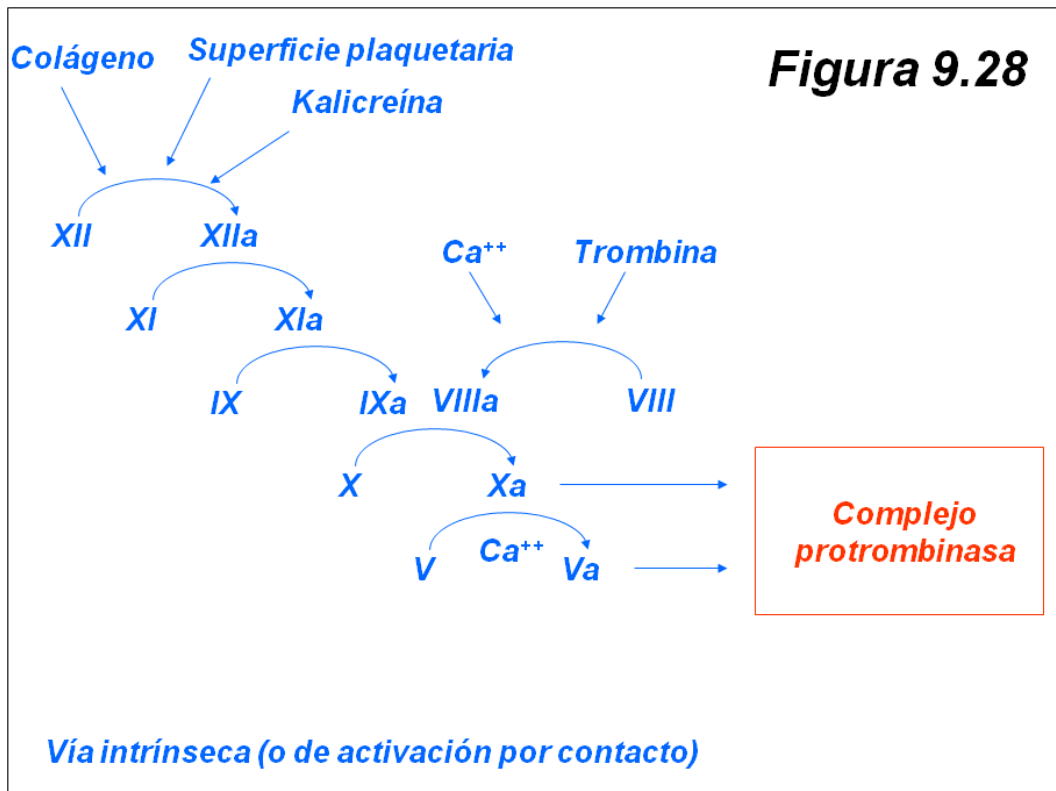 Figura 9.28
Colágeno
Superficie plaquetaria
Kalicreína
XII
XIIa
Ca++
Trombina
XI
XIa
IX
IXa
VIIIa
VIII
X
Xa
Complejo
protrombinasa
V
Ca++
Va
Vía intrínseca (o de activación por contacto)